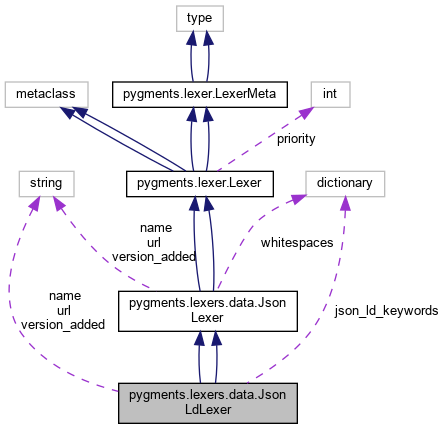 type
metaclass
pygments.lexer.LexerMeta
int
priority
string
pygments.lexer.Lexer
dictionary
name
url
version_added
whitespaces
name
url
version_added
pygments.lexers.data.Json
Lexer
json_ld_keywords
pygments.lexers.data.Json
LdLexer